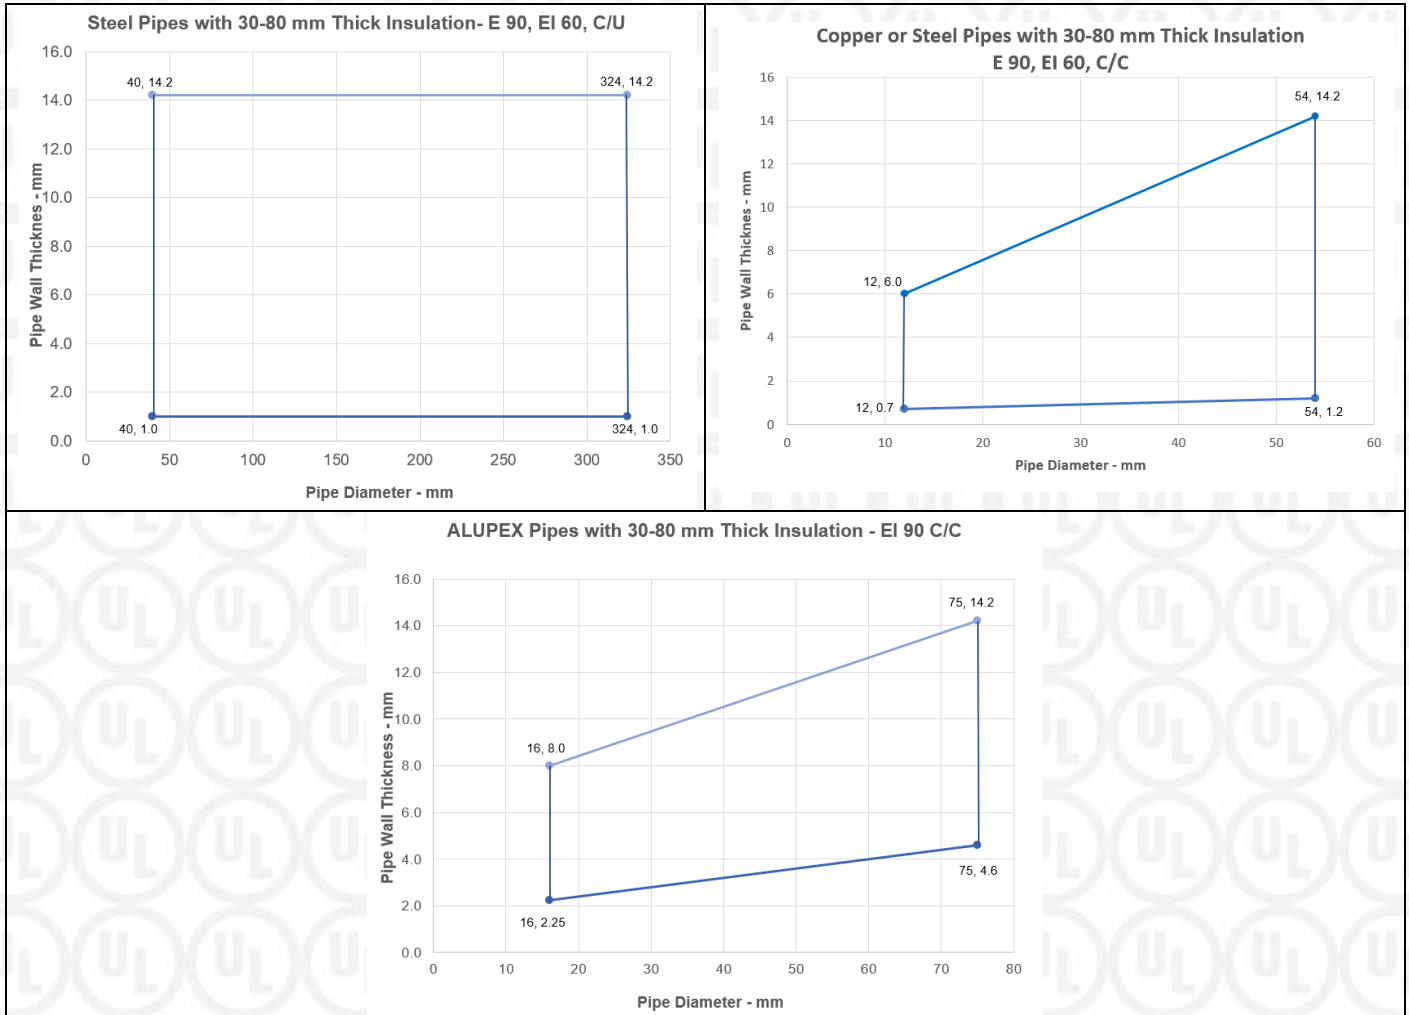 Steel Pipes with 30-80 mm Thick Insulation- E 90, EI 60, C/U
16.0
14.0
12.0
10.0
8.0
6.0
4.0
2.0
0.0
Pipe Wall Thicknes - mm
40, 14.2
324, 14.2
40, 1.0
324, 1.0
0 50 100 150 200 250 300 350
Pipe Diameter - mm
Copper or Steel Pipes with 30-80 mm Thick Insulation
E 90, EI 60, C/C
16
14
12
10
8
6
4
2
0
Pipe Wall Thicknes - mm
54, 14.2
12, 6.0
12, 0.7
54, 1.2
0 10 20 30 40 50 60
Pipe Diameter - mm
ALUPEX Pipes with 30-80 mm Thick Insulation - EI 90 C/C
16.0
14.0
12.0
10.0
8.0
6.0
4.0
2.0
0.0
Pipe Wall Thickness - mm
75, 14.2
16, 8.0
75, 4.6
16, 2.25
0 10 20 30 40 50 60 70 80
Pipe Diameter - mm
UL